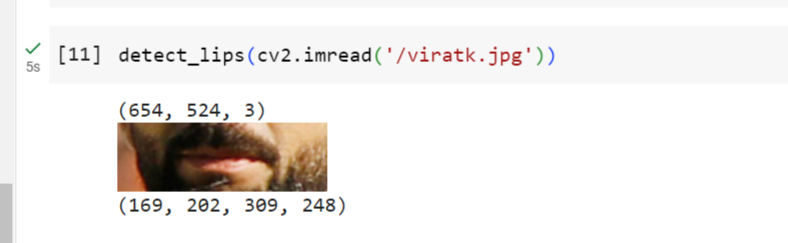 [11] detect_lips(cv2.imread('/viratk.jpg'))
5s
(654, 524, 3)
(169, 202, 309, 248)